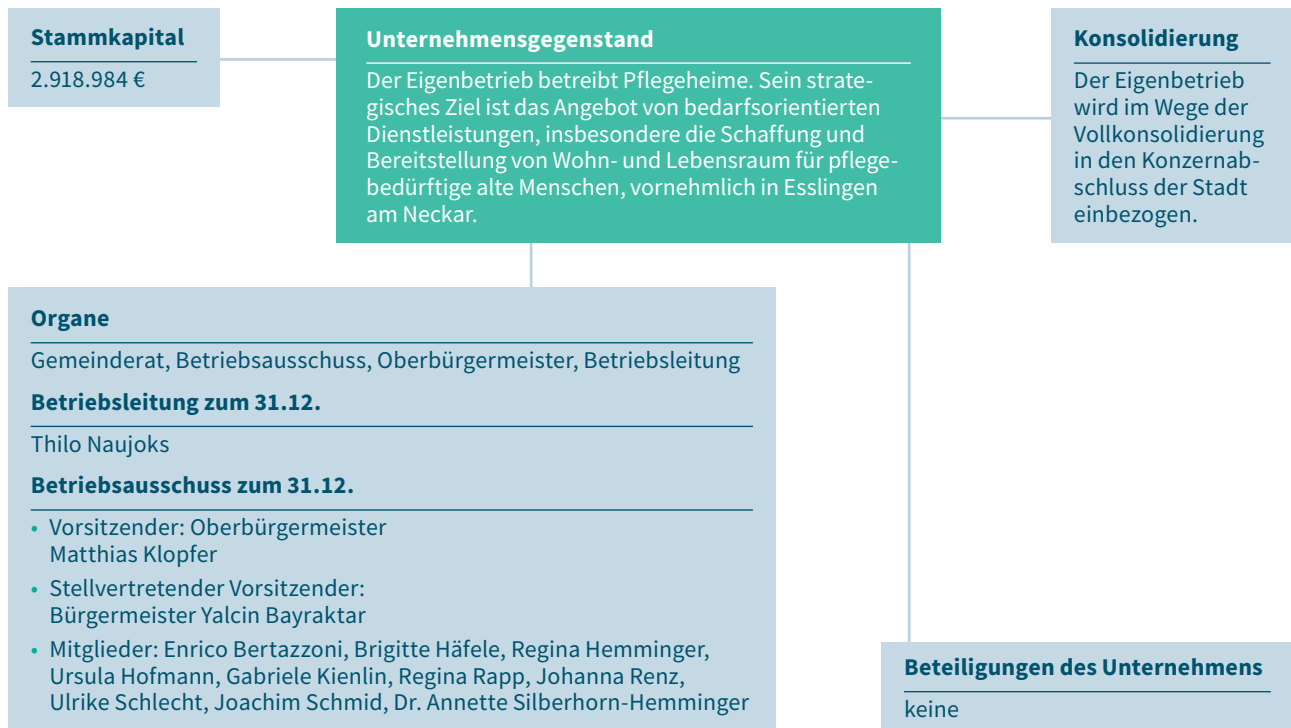 Stammkapital
2.918.984 €
Unternehmensgegenstand
Der Eigenbetrieb betreibt Pflegeheime. Sein strate-
gisches Ziel ist das Angebot von bedarfsorientierten
Dienstleistungen, insbesondere die Schaffung und
Bereitstellung von Wohn- und Lebensraum für pflege-
bedürftige alte Menschen, vornehmlich in Esslingen
am Neckar.
Konsolidierung
Der Eigenbetrieb
wird im Wege der
Vollkonsolidierung
in den Konzernab-
schluss der Stadt
einbezogen.
Organe
Gemeinderat, Betriebsausschuss, Oberbürgermeister, Betriebsleitung
Betriebsleitung zum 31.12.
Thilo Naujoks
Betriebsausschuss zum 31.12.
• Vorsitzender: Oberbürgermeister
Matthias Klopfer
• Stellvertretender Vorsitzender:
Bürgermeister Yalcin Bayraktar
• Mitglieder: Enrico Bertazzoni, Brigitte Häfele, Regina Hemminger,
Ursula Hofmann, Gabriele Kienlin, Regina Rapp, Johanna Renz,
Ulrike Schlecht, Joachim Schmid, Dr. Annette Silberhorn-Hemminger
Beteiligungen des Unternehmens
keine